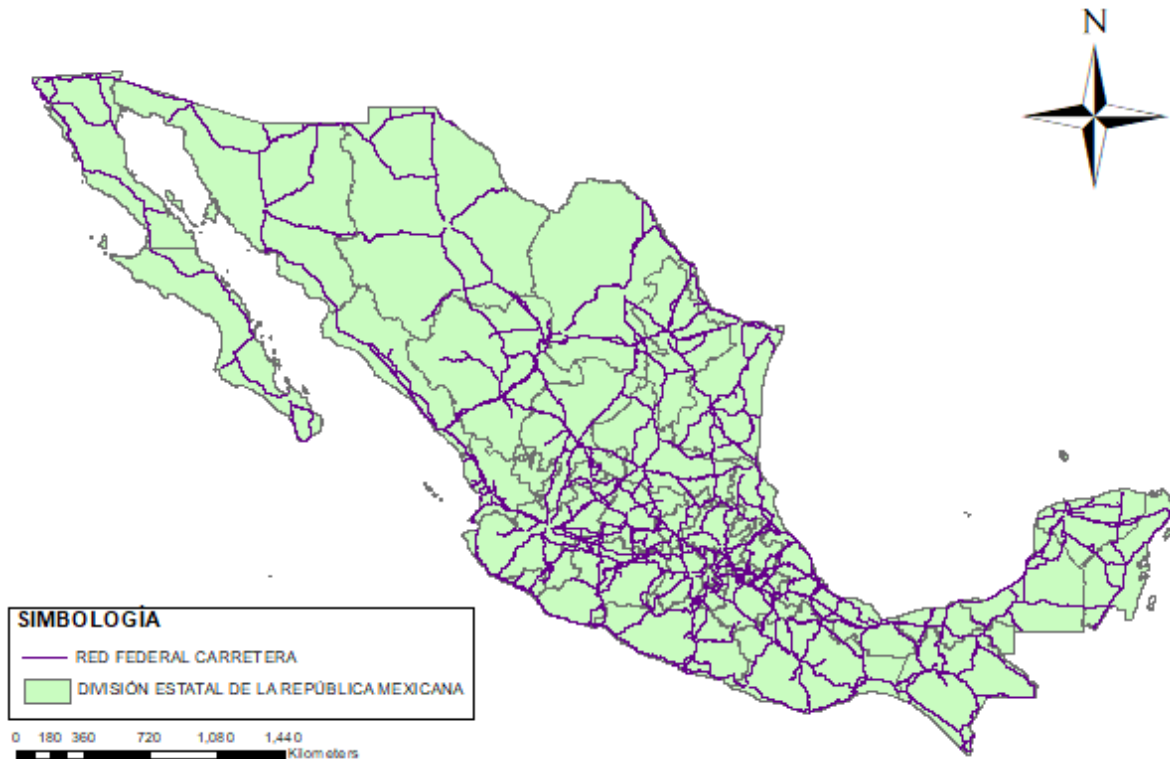 N
SIMBOLOGÍA
RED FEDERAL CARRETERA
DIVISIÓN ESTATAL DE LA REPÚBLICA MEXICANA
0 180 360 720 1,080 1,440
Kilometers